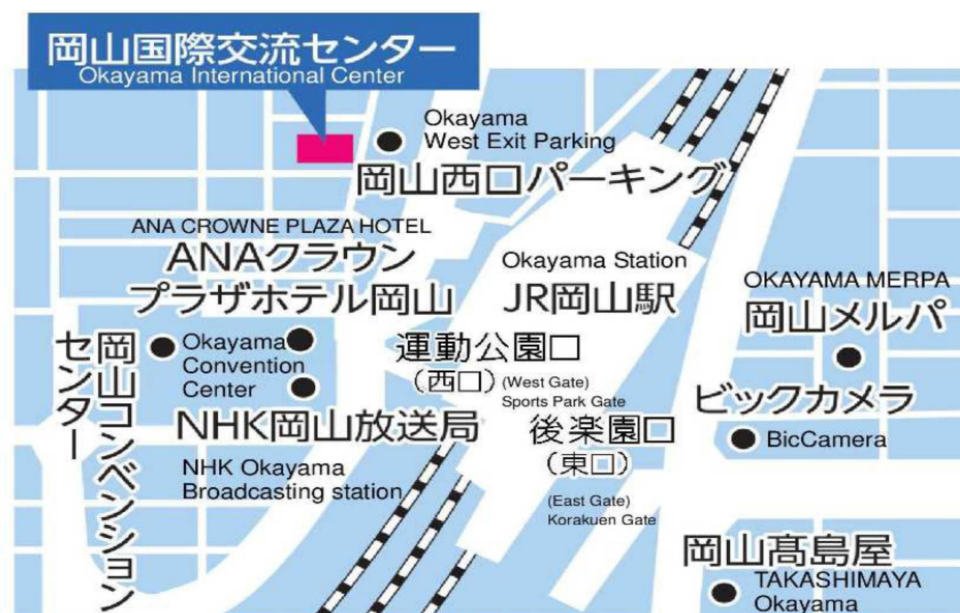 岡山国際交流センター
Okayama International Center
Okayama
West Exit Parking
岡山西口パーキング
ANA CROWNE PLAZA HOTEL
ANAクラウン
プラザホテル岡山
Okayama Station
JR岡山駅
OKAYAMA MERPA
岡山メルパ
岡山コンベンション
センター
Okayama
Convention
Center
運動公園口
(西口)
(West Gate)
Sports Park Gate
ビックカメラ
BicCamera
NHK岡山放送局
NHK Okayama
Broadcasting station
後楽園口
(東口)
(East Gate)
Korakuen Gate
岡山髙島屋
TAKASHIMAYA
Okayama